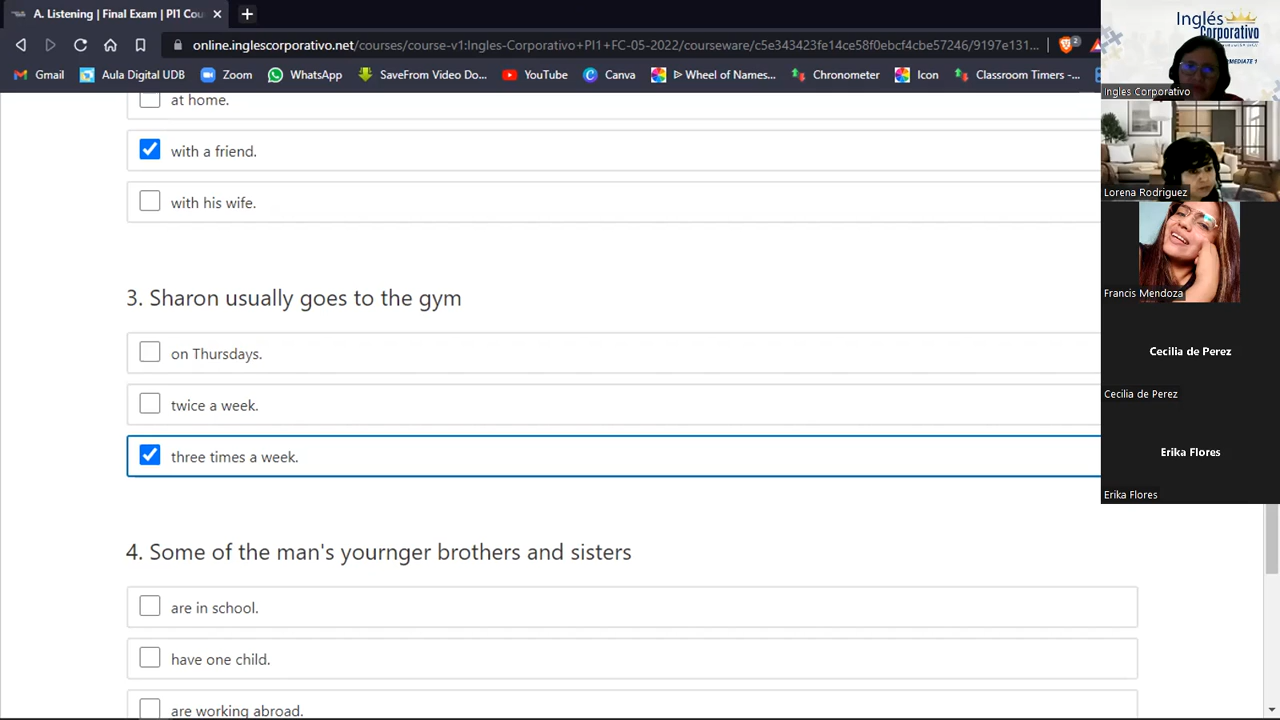 A. Listening | Final Exam | PI1 Cou
online.inglescorporativo.net/courses/course-v1:Ingles-Corporativo+PI1+FC-05-2022/courseware/c5e343423fe14ce58f0ebcf4cbe57246/9197e131...
2
Gmail
Aula Digital UDB
Zoom
WhatsApp
SaveFrom Video Do...
YouTube
Canva
Wheel of Names...
Chronometer
Icon
Classroom Timers -...
at home.
with a friend.
with his wife.
3. Sharon usually goes to the gym
on Thursdays.
twice a week.
three times a week.
4. Some of the man's yournger brothers and sisters
are in school.
have one child.
are working abroad.
Inglés
Corporativo
Ingles Corporativo
Lorena Rodriguez
Francis Mendoza
Cecilia de Perez
Cecilia de Perez
Erika Flores
Erika Flores